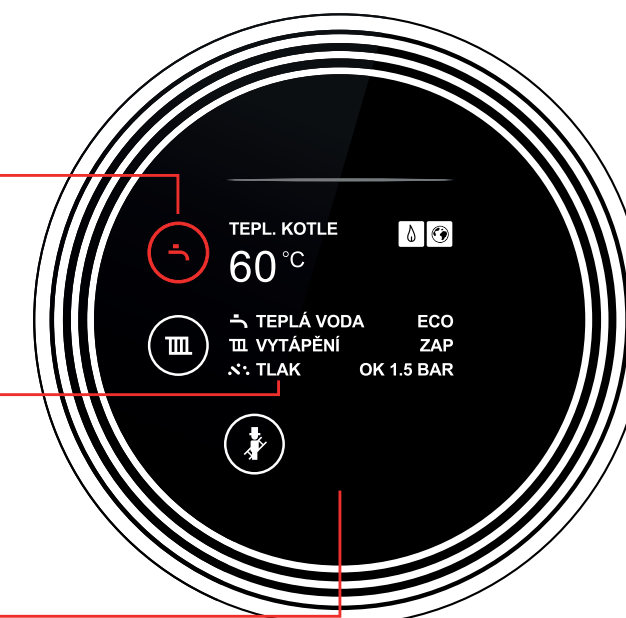 TEPL. KOTLE
60 °C
TEPLÁ VODA ECO
VYTÁPĚNÍ ZAP
TLAK OK 1.5 BAR